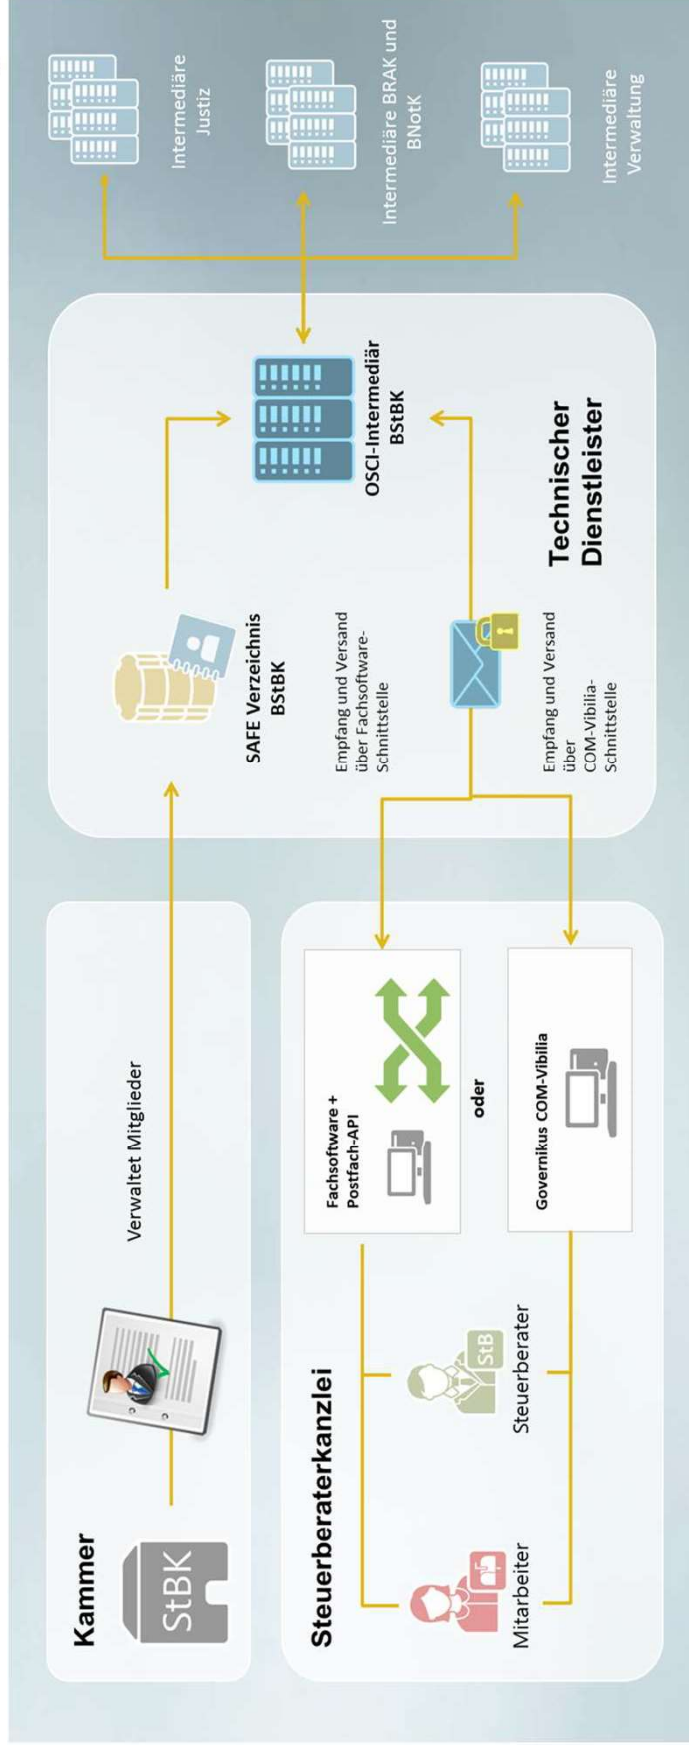 Kammer
StBK
Verwaltet Mitglieder
Steuerberaterkanzlei
Mitarbeiter
StB
Steuerberater
Fachsoftware +
Postfach-API
oder
Governikus COM-Vibilia
SAFE Verzeichnis
BStBK
Empfang und Versand
über Fachsoftware-
Schnittstelle
Empfang und Versand
über
COM-Vibilia-
Schnittstelle
OSCI-Intermediär
BStBK
Technischer
Dienstleister
Intermediäre
Justiz
Intermediäre BRAK und
BNotK
Intermediäre
Verwaltung